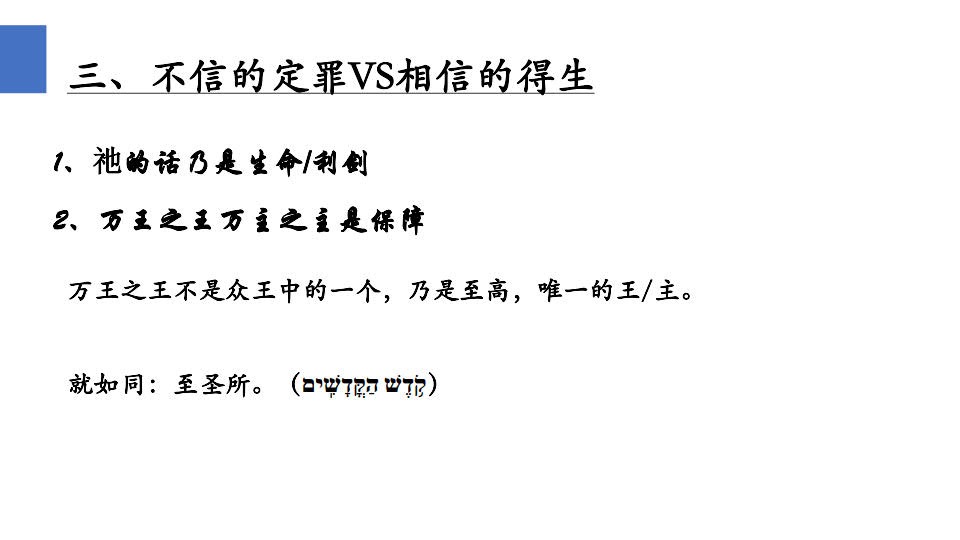 三、不信的定罪VS相信的得生
1、祂的话乃是生命/利剑
2、万王之王万主之主是保障
万王之王不是众王中的一个，乃是至高，唯一的王/主。
就如同：至圣所。（קֹ֖דֶשׁ הַקֳּדָשִֽׁים）